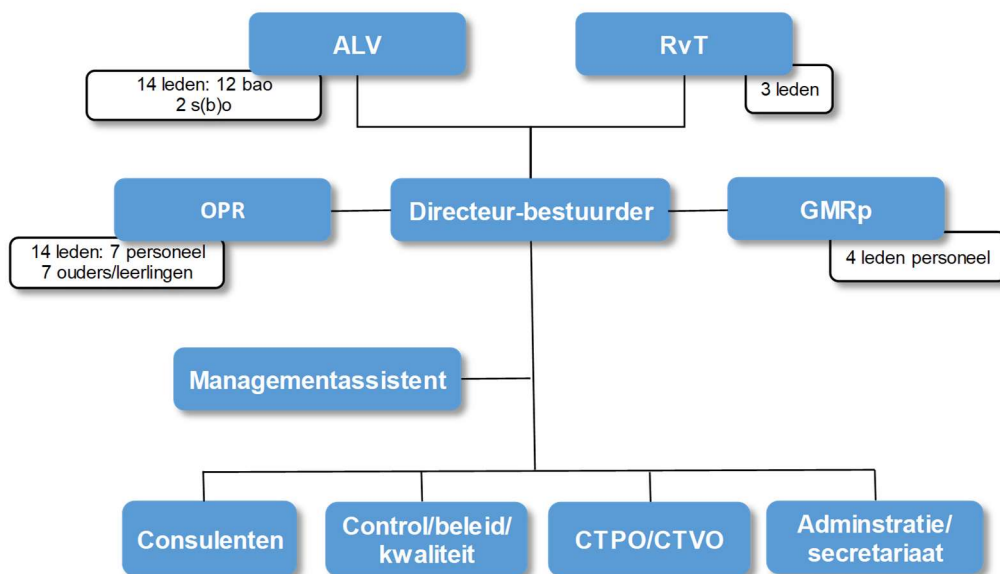 ALV
RvT
14 leden: 12 bao
2 s(b)o
3 leden
OPR
Directeur-bestuurder
GMRp
14 leden: 7 personeel
7 ouders/leerlingen
4 leden personeel
Managementassistent
Consulenten
Control/beleid/
kwaliteit
CTPO/CTVO
Adminstratie/
secretariaat